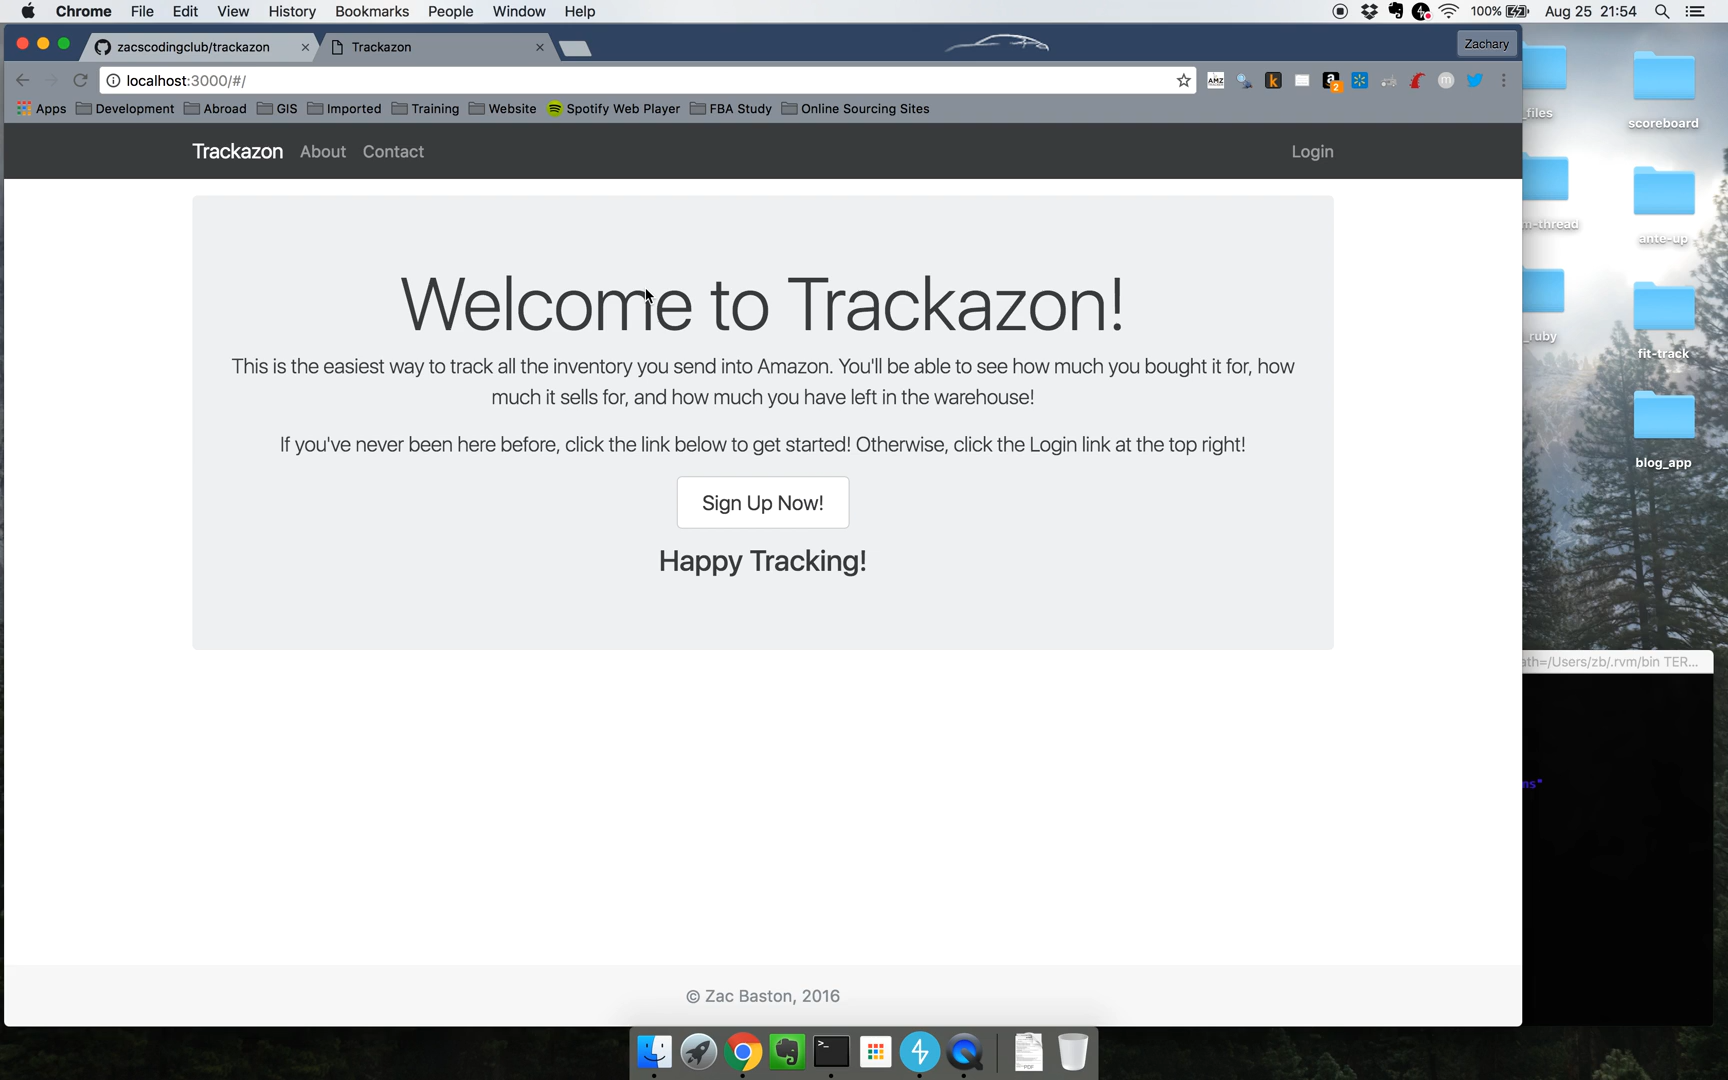 Chrome File Edit View History Bookmarks People Window Help
100% Aug 25 21:54
zacscodingclub/trackazon
Trackazon
Zachary
localhost:3000/#/
AMZ
k
a
2
m
Apps Development Abroad GIS Imported Training Website Spotify Web Player FBA Study Online Sourcing Sites
Trackazon About Contact Login
Welcome to Trackazon!
This is the easiest way to track all the inventory you send into Amazon. You'll be able to see how much you bought it for, how
much it sells for, and how much you have left in the warehouse!
If you've never been here before, click the link below to get started! Otherwise, click the Login link at the top right!
Sign Up Now!
Happy Tracking!
© Zac Baston, 2016
_files
scoreboard
m-thread
ante-up
_ruby
fit-track
blog_app
ath=/Users/zb/.rvm/bin TER...
ns"
PDF